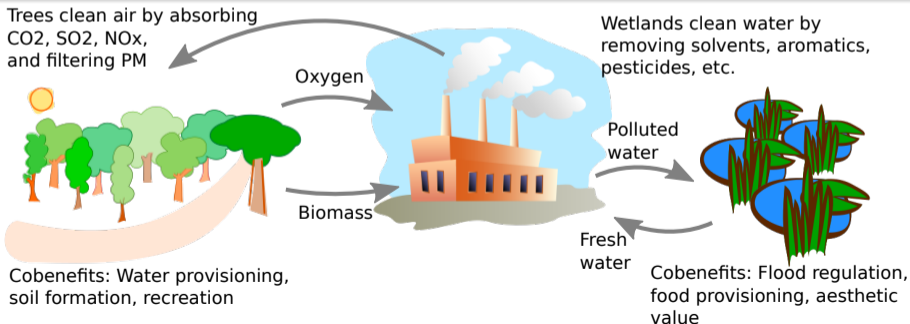 Trees clean air by absorbing
CO2, SO2, NOx,
and filtering PM
Oxygen
Biomass
Cobenefits: Water provisioning,
soil formation, recreation
Wetlands clean water by
removing solvents, aromatics,
pesticides, etc.
Polluted
water
Fresh
water
Cobenefits: Flood regulation,
food provisioning, aesthetic
value